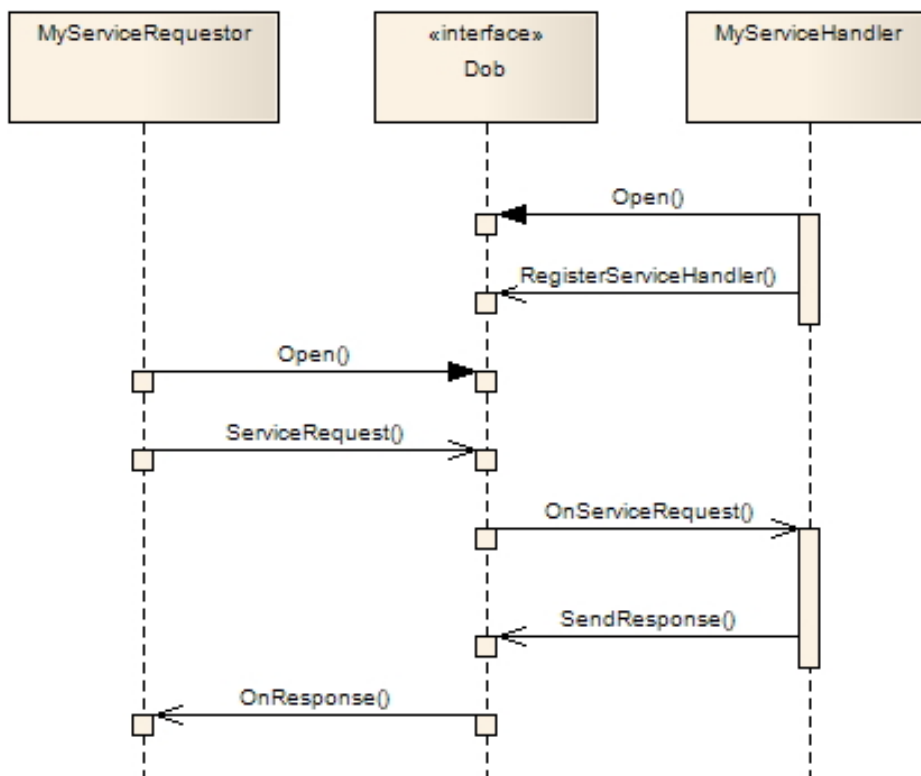 MyServiceRequestor
«interface»
Dob
MyServiceHandler
Open()
RegisterServiceHandler()
Open()
ServiceRequest()
OnServiceRequest()
SendResponse()
OnResponse()